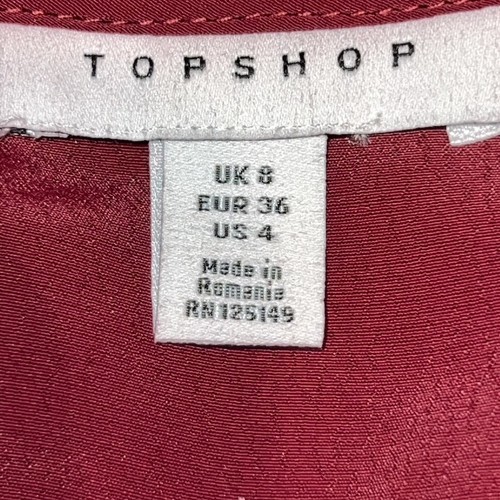 TOPSHOP
UK 8
EUR 36
US 4
Made in
Romania
RN 125149